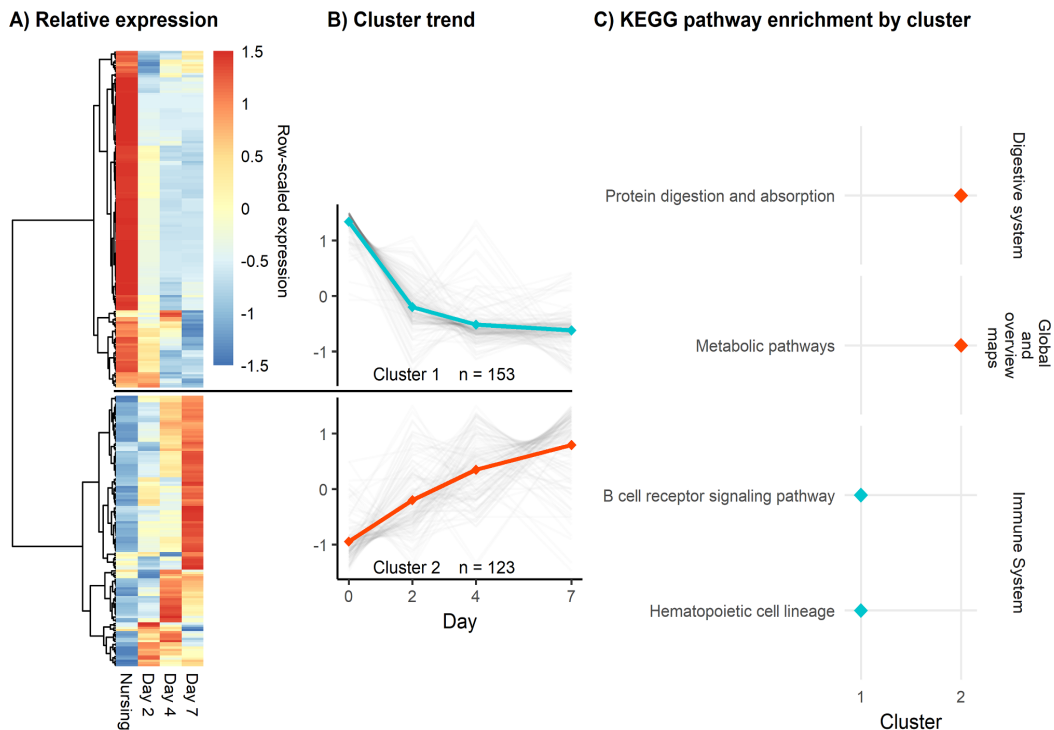 A) Relative expression
B) Cluster trend
C) KEGG pathway enrichment by cluster
1.5
1
0.5
0
-0.5
-1
-1.5
Row-scaled expression
Nursing
Day 2
Day 4
Day 7
1
0
-1
Cluster 1 n = 153
1
0
-1
Cluster 2 n = 123
0
2
4
7
Day
Protein digestion and absorption
Metabolic pathways
B cell receptor signaling pathway
Hematopoietic cell lineage
Digestive system
Global
and
overview
maps
Immune System
1
2
Cluster